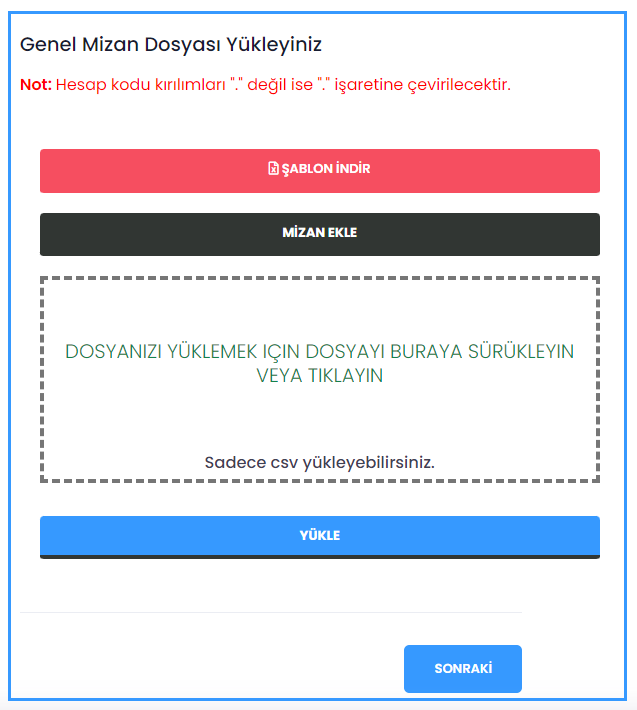 Genel Mizan Dosyası Yükleyiniz
Not: Hesap kodu kırılımları "." değil ise "." işaretine çevirilecektir.
ŞABLON İNDİR
MİZAN EKLE
DOSYANIZI YÜKLEMEK IÇIN DOSYAYI BURAYA SÜRÜKLEYIN
VEYA TIKLAYIN
Sadece csv yükleyebilirsiniz.
YÜKLE
SONRAKİ